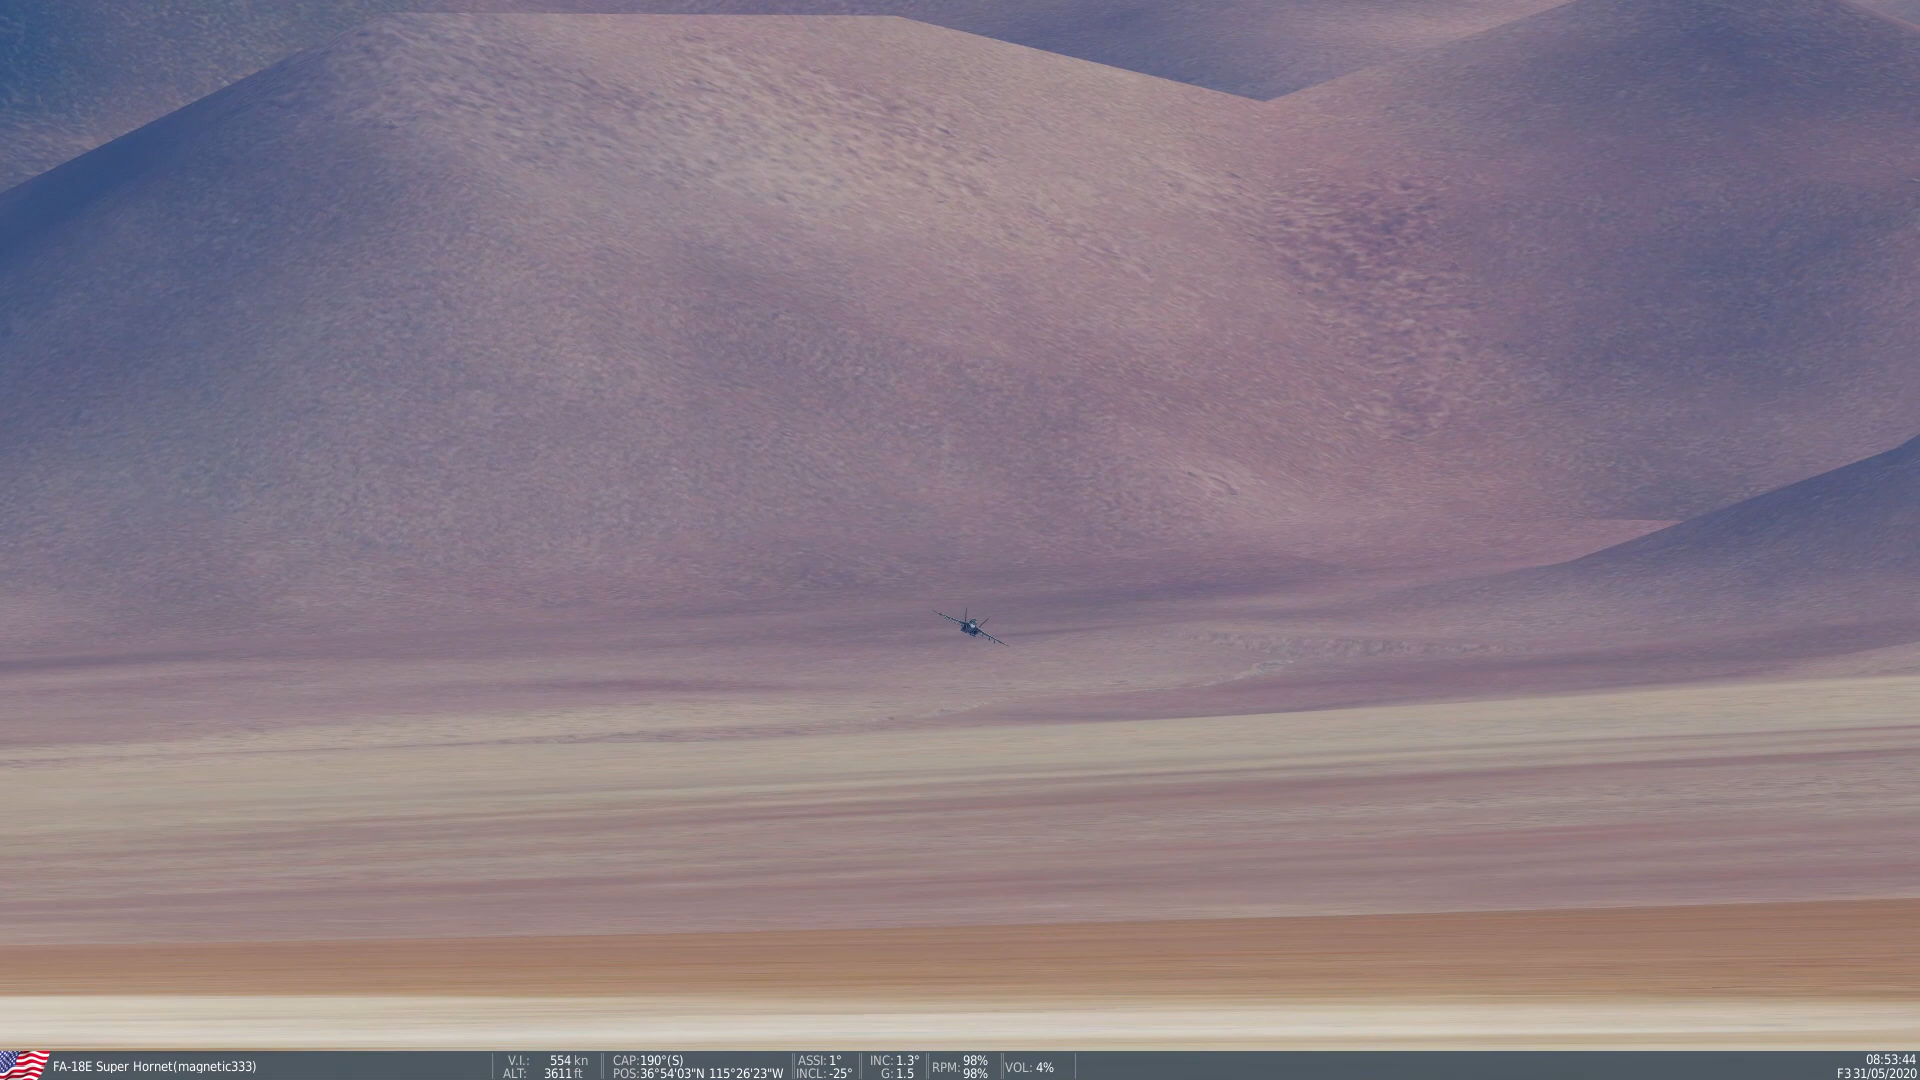 FA-18E Super Hornet(magnetic333)
V.I.: 554 kn
ALT: 3611 ft
CAP:190°(S)
POS:36°54'03"N 115°26'23"W
ASSI: 1°
INCL: -25°
INC: 1.3°
G: 1.5
RPM: 98%
98%
VOL: 4%
08:53:44
F3 31/05/2020